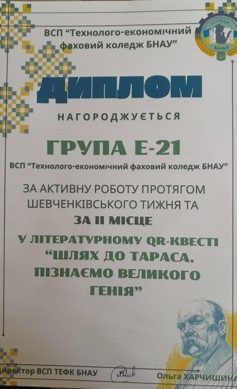 ВСП “Технолого-економічний
фаховий коледж БНАУ”
ДИПЛОМ
НАГОРОДЖУЄТЬСЯ
ГРУПА Е-21
ВСП “Технолого-економічний фаховий коледж БНАУ”
ЗА АКТИВНУ РОБОТУ ПРОТЯГОМ
ШЕВЧЕНКІВСЬКОГО ТИЖНЯ ТА
ЗА ІІ МІСЦЕ
У ЛІТЕРАТУРНОМУ QR-КВЕСТІ
“ШЛЯХ ДО ТАРАСА.
ПІЗНАЄМО ВЕЛИКОГО
ГЕНІЯ”
Директор ВСП ТЕФК БНАУ
Ольга ХАРЧИШИНА